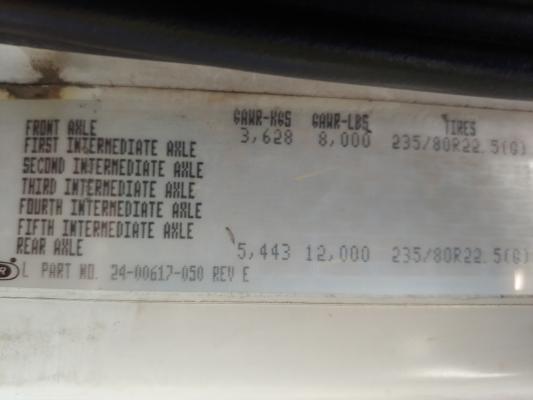 GAWR-KGS GAWR-LBS TIRES
FRONT AXLE 3,628 8,000 235/80R22.5(G)
FIRST INTERMEDIATE AXLE
SECOND INTERMEDIATE AXLE
THIRD INTERMEDIATE AXLE
FOURTH INTERMEDIATE AXLE
FIFTH INTERMEDIATE AXLE
REAR AXLE 5,443 12,000 235/80R22.5(G)
L PART NO. 24-00617-050 REV E